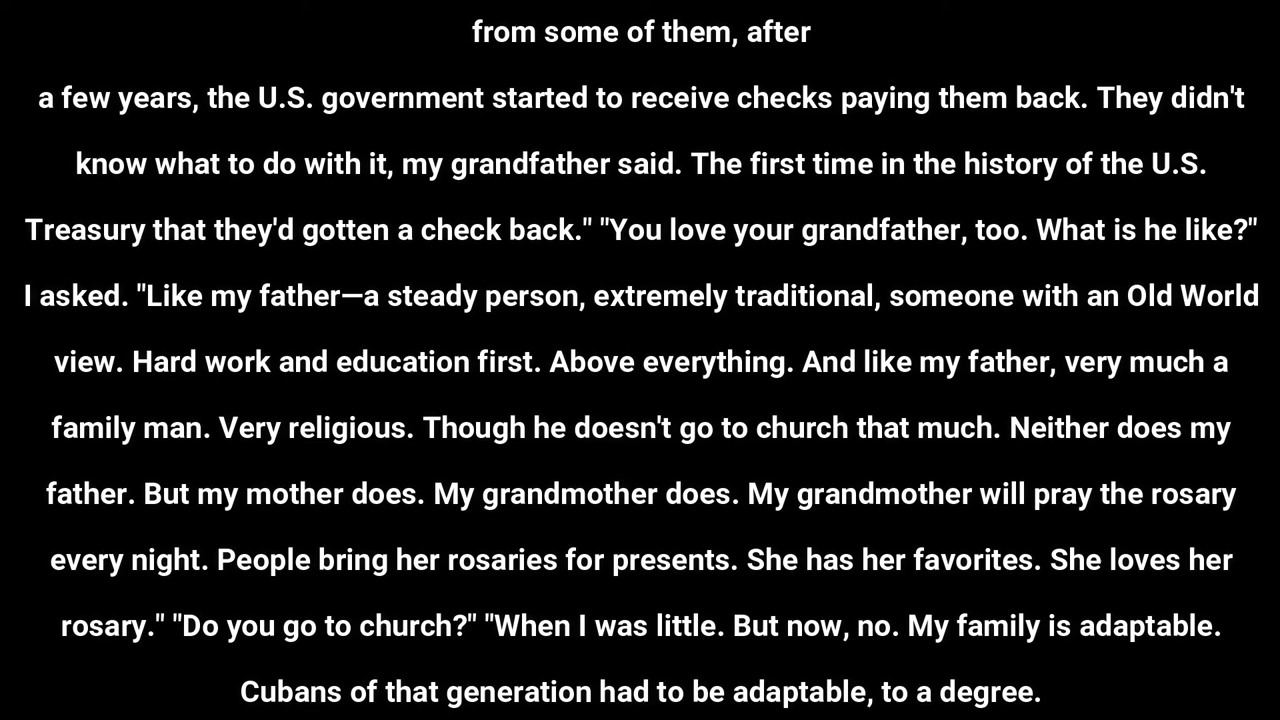 from some of them, after
a few years, the U.S. government started to receive checks paying them back. They didn't
know what to do with it, my grandfather said. The first time in the history of the U.S.
Treasury that they'd gotten a check back." "You love your grandfather, too. What is he like?"
I asked. "Like my father—a steady person, extremely traditional, someone with an Old World
view. Hard work and education first. Above everything. And like my father, very much a
family man. Very religious. Though he doesn't go to church that much. Neither does my
father. But my mother does. My grandmother does. My grandmother will pray the rosary
every night. People bring her rosaries for presents. She has her favorites. She loves her
rosary." "Do you go to church?" "When I was little. But now, no. My family is adaptable.
Cubans of that generation had to be adaptable, to a degree.